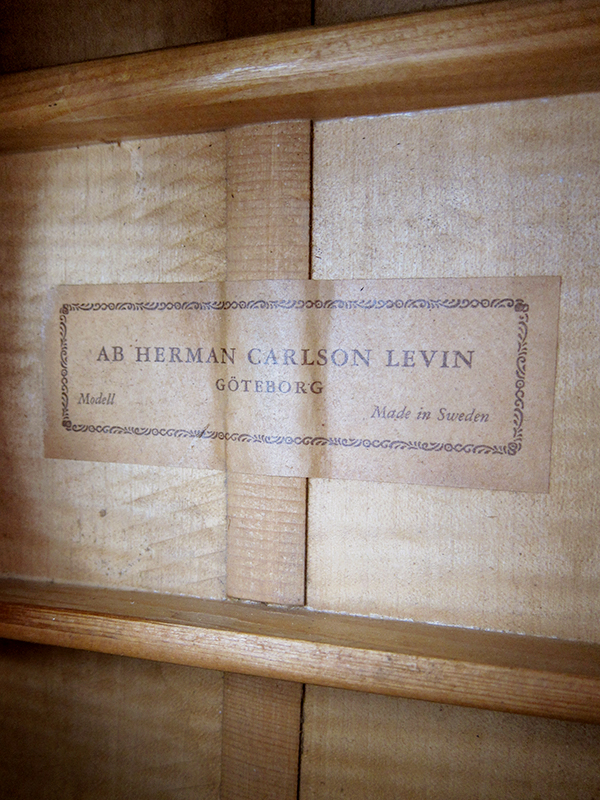 AB HERMAN CARLSON LEVIN
GÖTEBORG
Modell
Made in Sweden